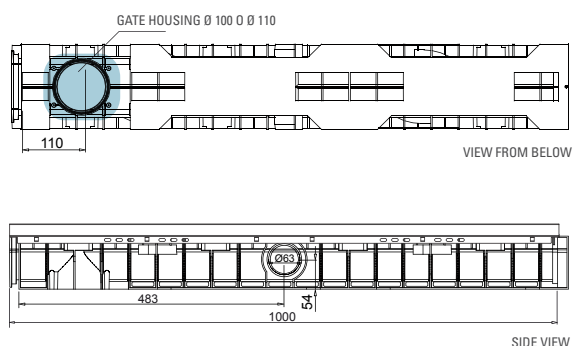 GATE HOUSING Ø 100 O Ø 110
110
VIEW FROM BELOW
Ø63
483
54
1000
SIDE VIEW